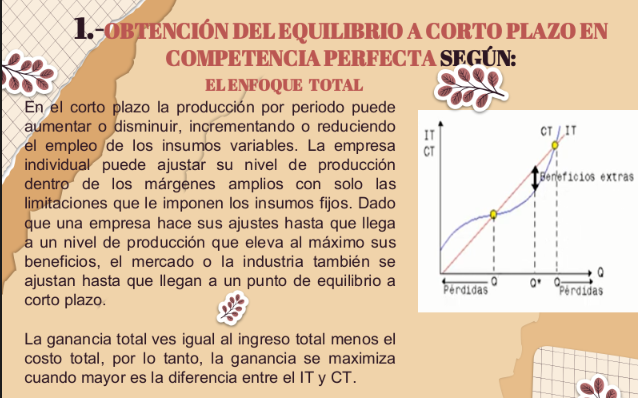 1.-OBTENCIÓN DEL EQUILIBRIO A CORTO PLAZO EN
COMPETENCIA PERFECTA SEGÚN:
EL ENFOQUE TOTAL
En el corto plazo la producción por periodo puede
aumentar o disminuir, incrementando o reduciendo
el empleo de los insumos variables. La empresa
individual puede ajustar su nivel de producción
dentro de los márgenes amplios con solo las
limitaciones que le imponen los insumos fijos. Dado
que una empresa hace sus ajustes hasta que llega
a un nivel de producción que eleva al máximo sus
beneficios, el mercado o la industria también se
ajustan hasta que llegan a un punto de equilibrio a
corto plazo.
La ganancia total ves igual al ingreso total menos el
costo total, por lo tanto, la ganancia se maximiza
cuando mayor es la diferencia entre el IT y CT.
IT
CT
CT IT
Beneficios extras
Q
Q Q* Q
Pérdidas Pérdidas